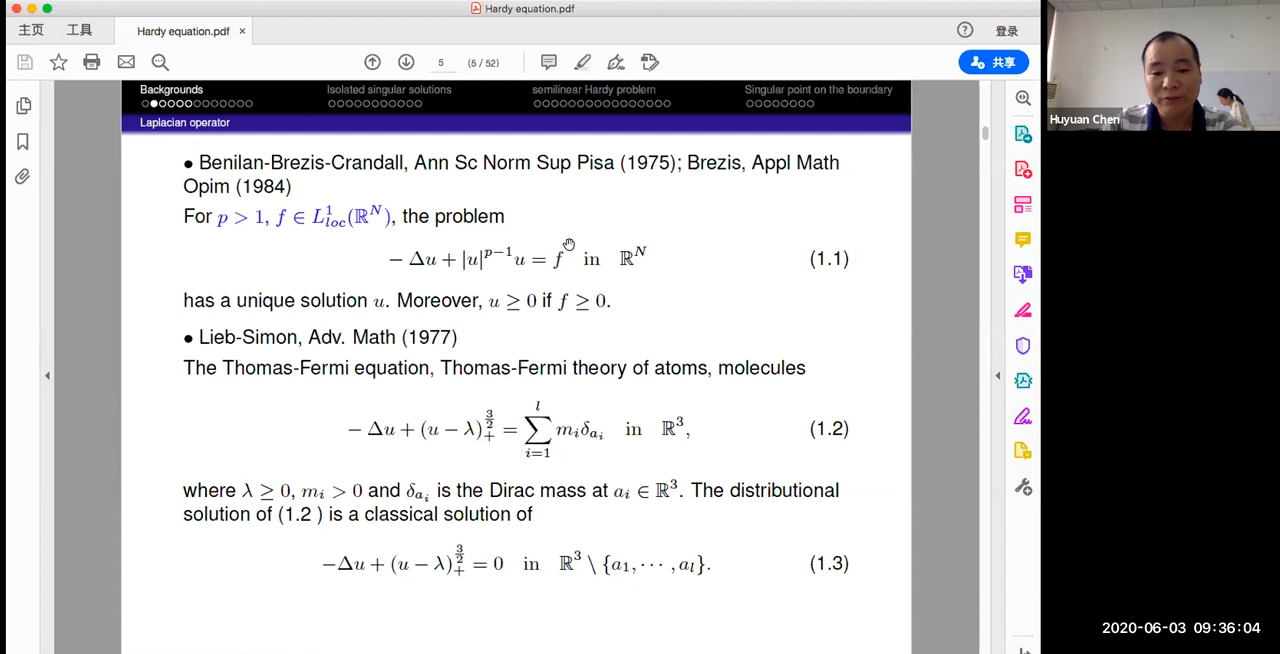 Hardy equation.pdf
主页 工具 Hardy equation.pdf × 登录
5 (6 / 52) 共享
Backgrounds Isolated singular solutions semilinear Hardy problem Singular point on the boundary
Laplacian operator
Huyuan Chen
• Benilan-Brezis-Crandall, Ann Sc Norm Sup Pisa (1975); Brezis, Appl Math
Opim (1984)
For p > 1, f ∈ L¹_loc(ℝᴺ), the problem
− Δu + |u|^{p−1}u = f in ℝᴺ (1.1)
has a unique solution u. Moreover, u ≥ 0 if f ≥ 0.
• Lieb-Simon, Adv. Math (1977)
The Thomas-Fermi equation, Thomas-Fermi theory of atoms, molecules
− Δu + (u − λ)_+^{3/2} = ∑_{i=1}^{l} m_i δ_{a_i} in ℝ³, (1.2)
where λ ≥ 0, m_i > 0 and δ_{a_i} is the Dirac mass at a_i ∈ ℝ³. The distributional
solution of (1.2 ) is a classical solution of
−Δu + (u − λ)_+^{3/2} = 0 in ℝ³ \ {a₁, ⋯ , a_l}. (1.3)
2020-06-03 09:36:04